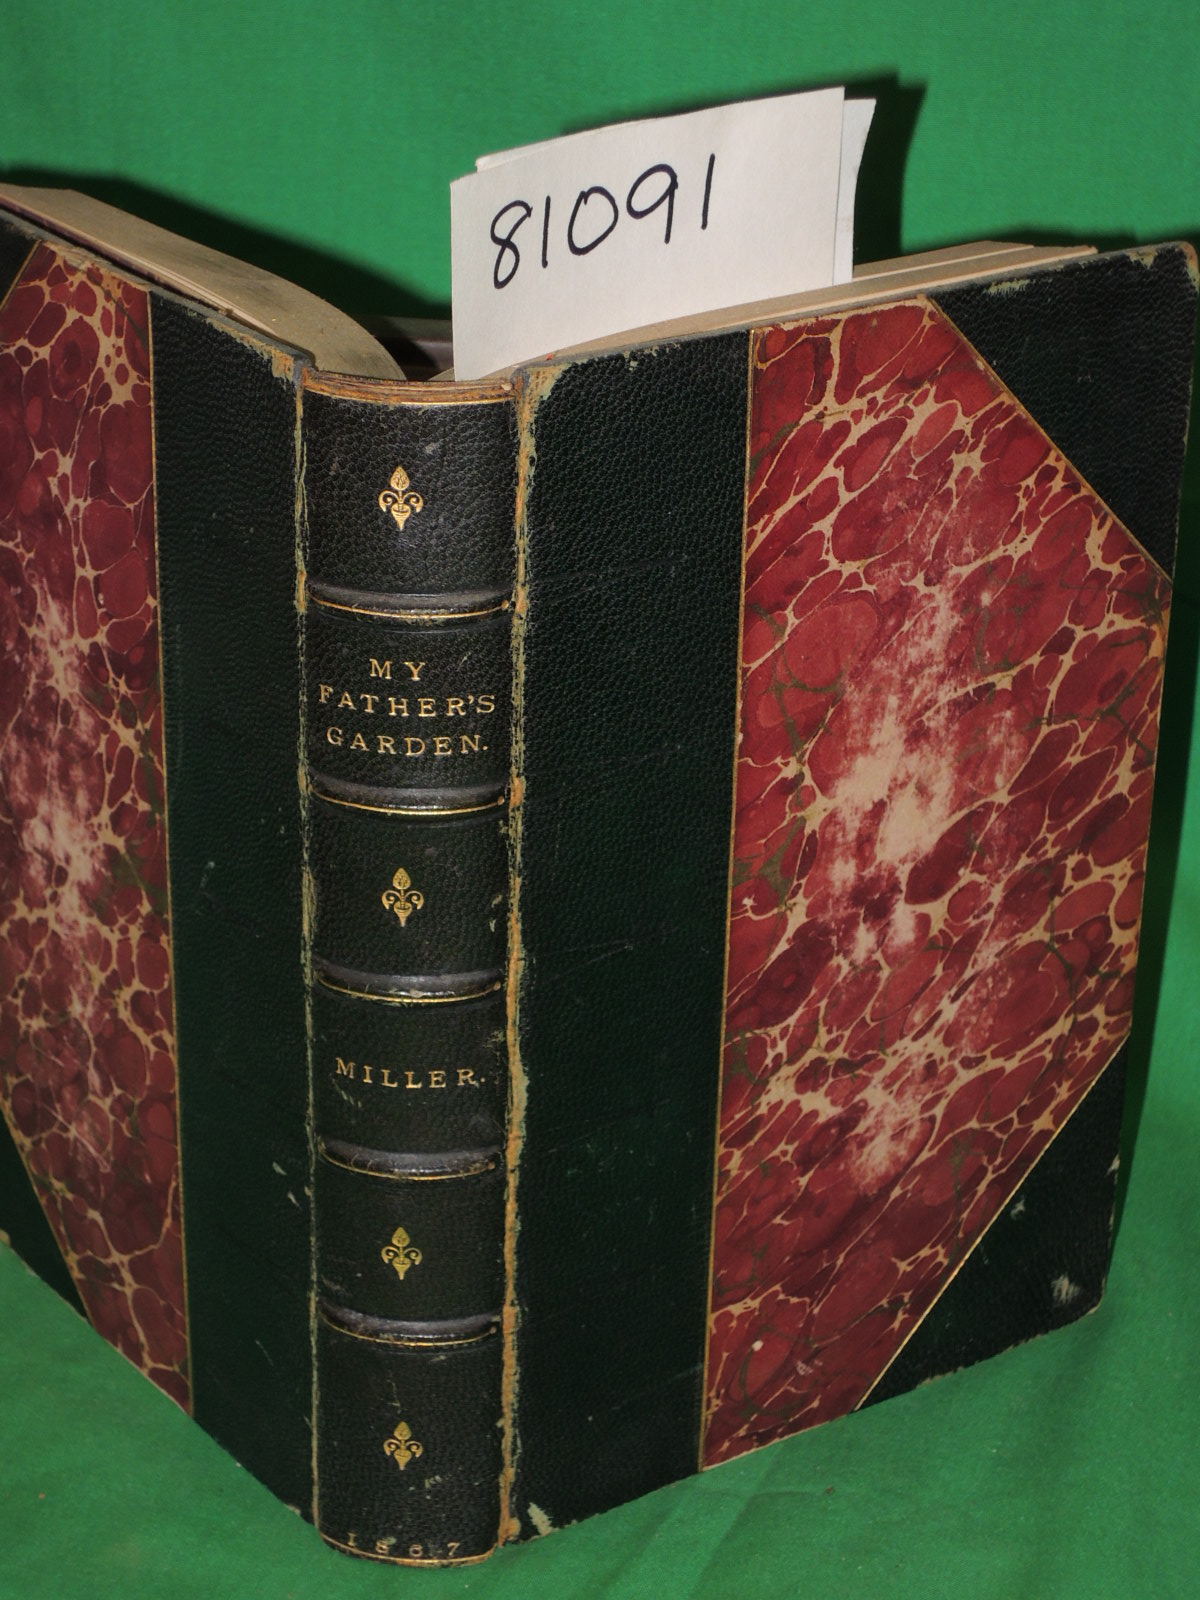 81091
MY
FATHER'S
GARDEN.
MILLER.
1867